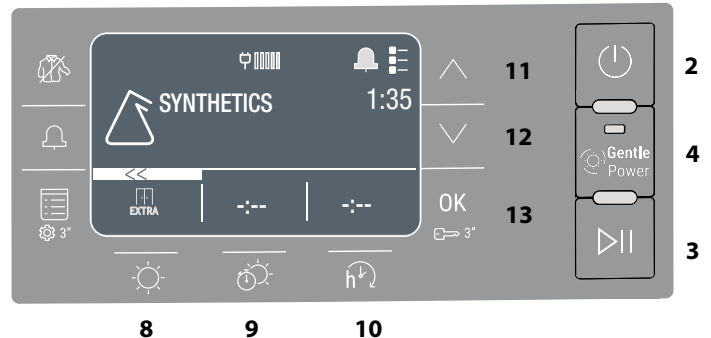 11
2
SYNTHETICS
1:35
12
Gentle
Power
4
<<
EXTRA
-:--
-:--
OK
13
3"
3"
3
h
8
9
10